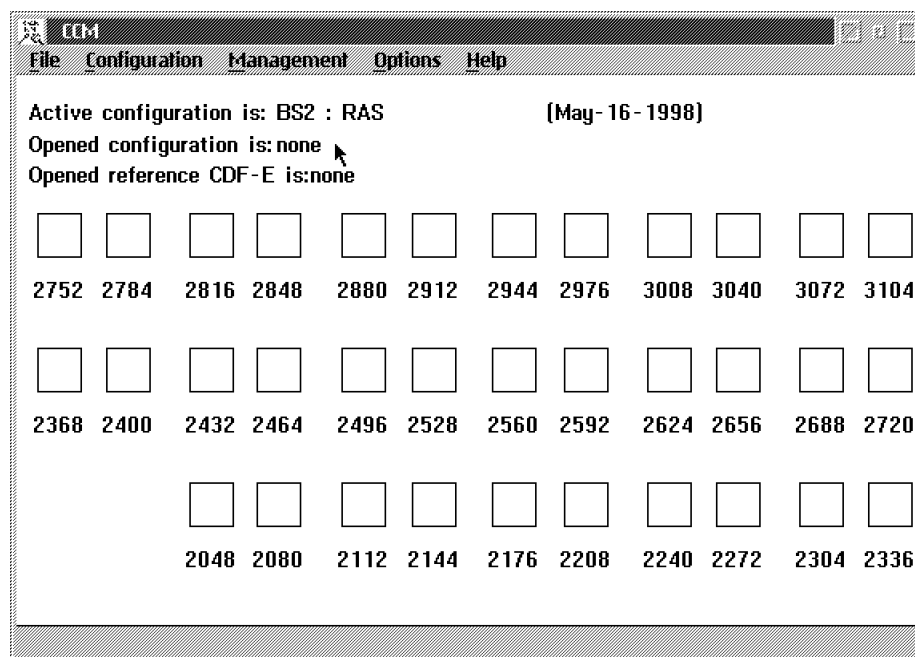 CCM
File Configuration Management Options Help
Active configuration is: BS2 : RAS (May-16-1998)
Opened configuration is: none
Opened reference CDF-E is:none
2752 2784 2816 2848 2880 2912 2944 2976 3008 3040 3072 3104
2368 2400 2432 2464 2496 2528 2560 2592 2624 2656 2688 2720
2048 2080 2112 2144 2176 2208 2240 2272 2304 2336